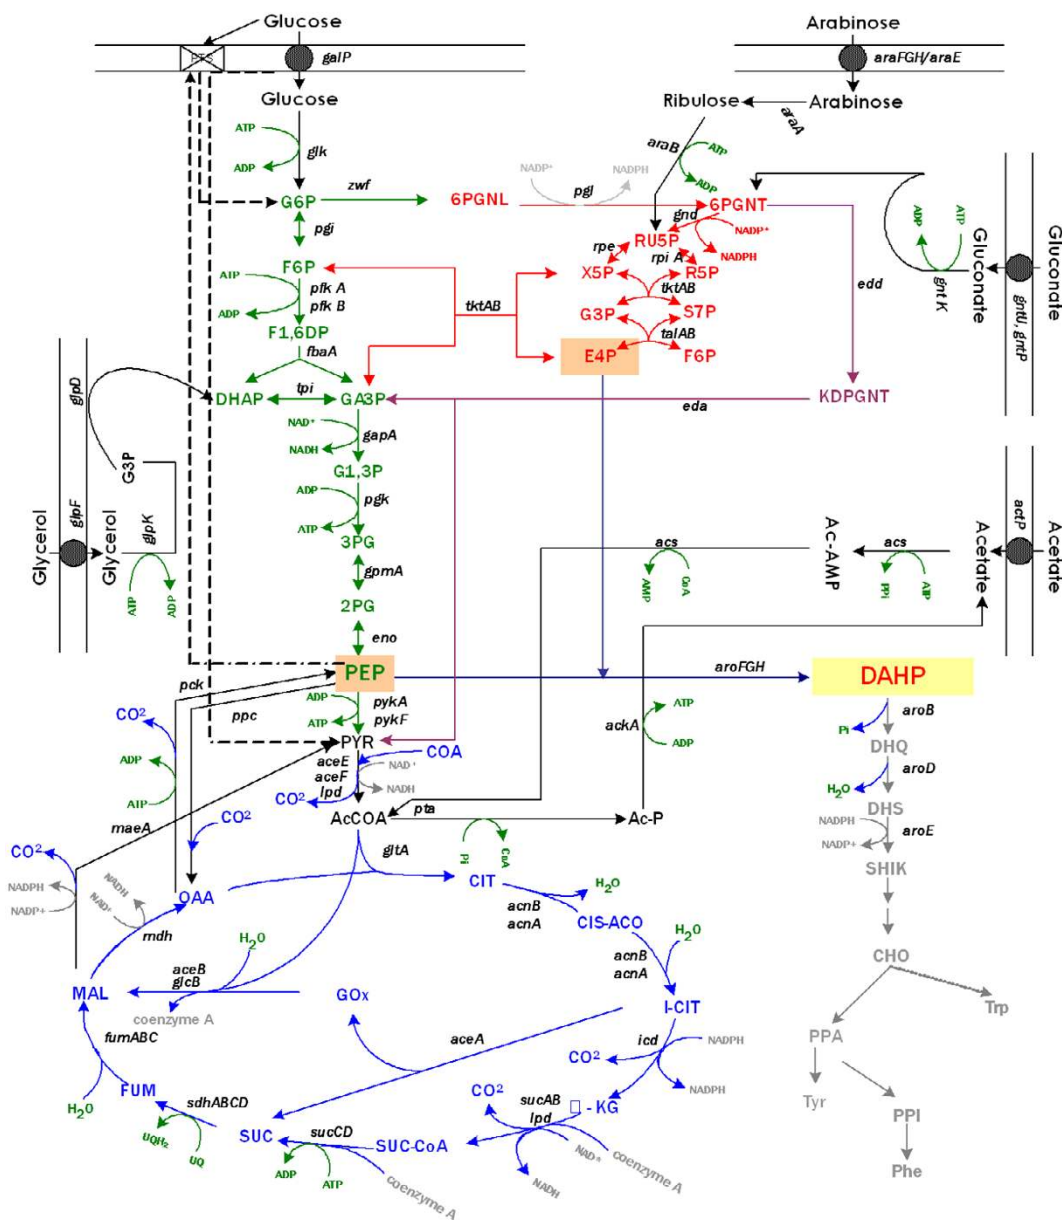 Glucose
Arabinose
PTS
galP
araFGH/araE
Glucose
Ribulose
araA
Arabinose
ATP
ADP
glk
araB
ATP
ADP
G6P
zwf
6PGNL
NADP+
pgl
NADPH
6PGNT
ADP
ATP
Gluconate
Gluconate
gnt K
gntU, gntP
pgi
gnd
NADP+
NADPH
RU5P
rpe
rpi A
F6P
X5P
R5P
edd
ATP
ADP
pfk A
pfk B
tktAB
tktAB
G3P
S7P
F1,6DP
talAB
fbaA
E4P
F6P
glpD
DHAP
tpi
GA3P
eda
KDPGNT
NAD+
NADH
gapA
G3P
G1,3P
ADP
ATP
pgk
Glycerol
glpF
Glycerol
glpK
ATP
ADP
3PG
gpmA
2PG
eno
acs
AMP
CoA
Ac-AMP
acs
PPi
ATP
Acetate
actP
Acetate
PEP
aroFGH
DAHP
pck
ppc
ADP
ATP
pykA
pykF
ackA
ATP
ADP
Pi
aroB
CO2
PYR
COA
DHQ
ADP
ATP
aceE
aceF
lpd
NAD+
NADH
CO2
aroD
H2O
DHS
maeA
CO2
AcCOA
pta
Ac-P
NADPH
NADP+
aroE
CO2
gltA
Pi
CoA
SHIK
NADPH
NADP+
NADH
NAD+
OAA
CIT
H2O
acnB
acnA
CIS-ACO
mdh
H2O
acnB
acnA
H2O
CHO
aceB
glcB
MAL
coenzyme A
GOx
I-CIT
Trp
fumABC
aceA
icd
NADPH
CO2
NADPH
PPA
H2O
FUM
sdhABCD
UQH2
UQ
SUC
sucCD
ADP
ATP
SUC-CoA
coenzyme A
CO2
sucAB
lpd
- KG
NAD+
NADH
coenzyme A
Tyr
PPI
Phe